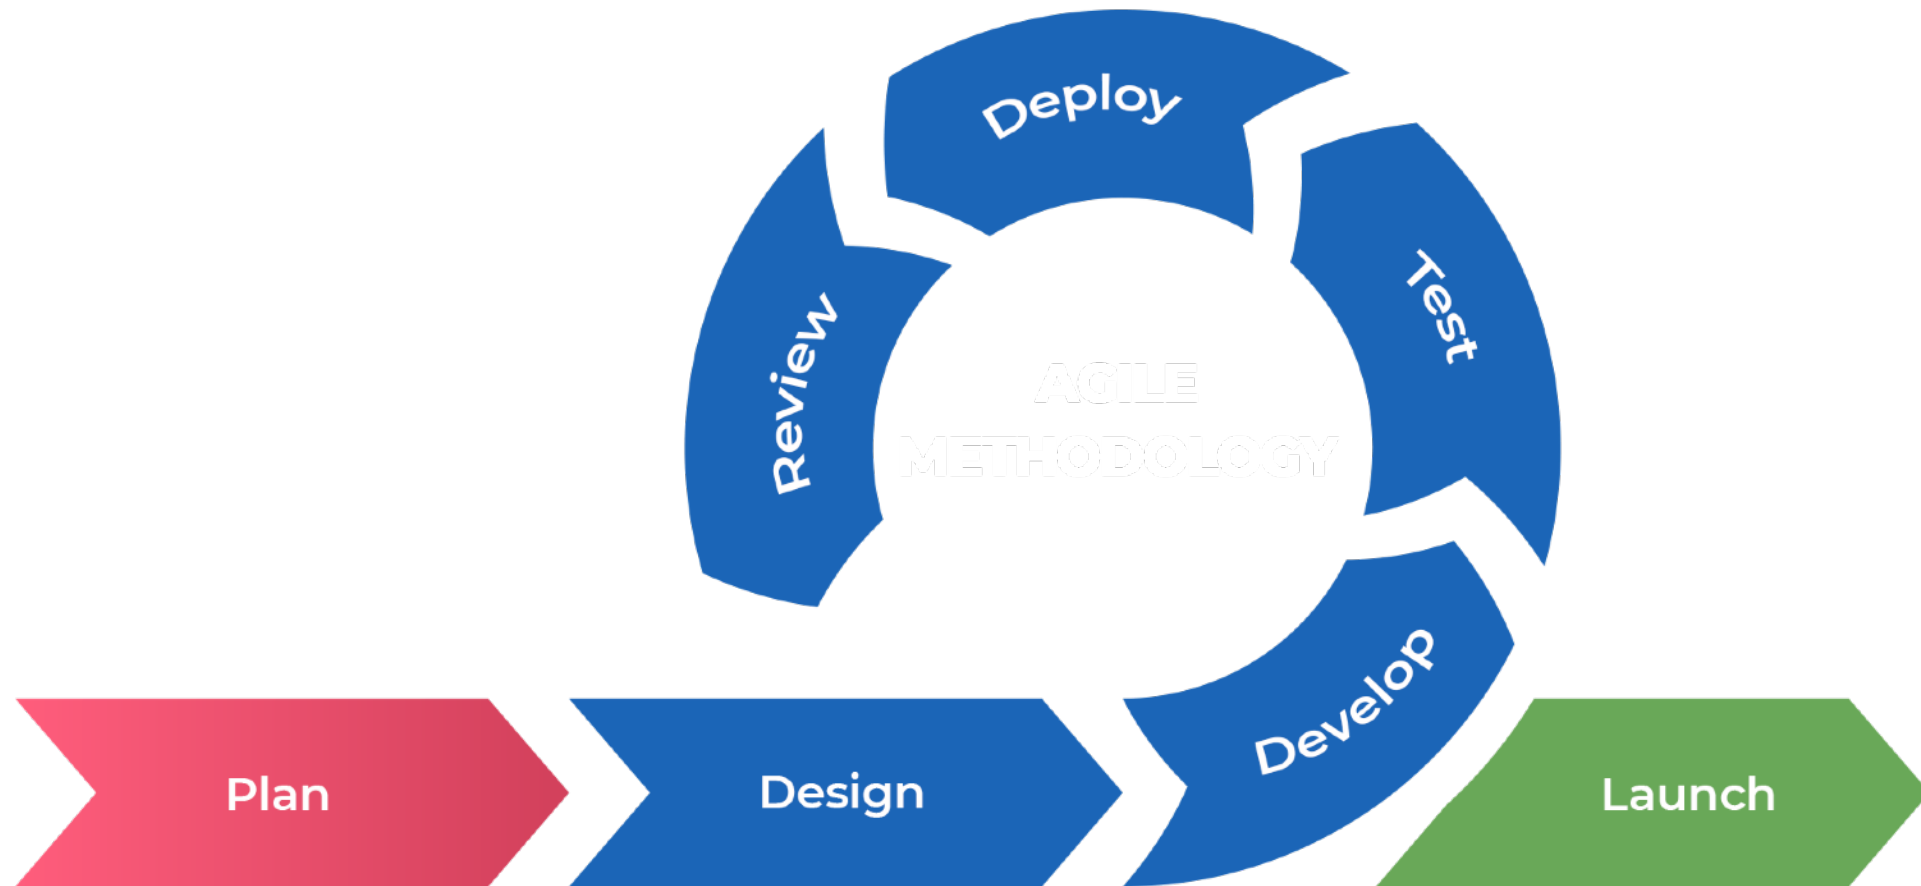 Deploy
Test
Review
AGILE
METHODOLOGY
Develop
Plan
Design
Launch